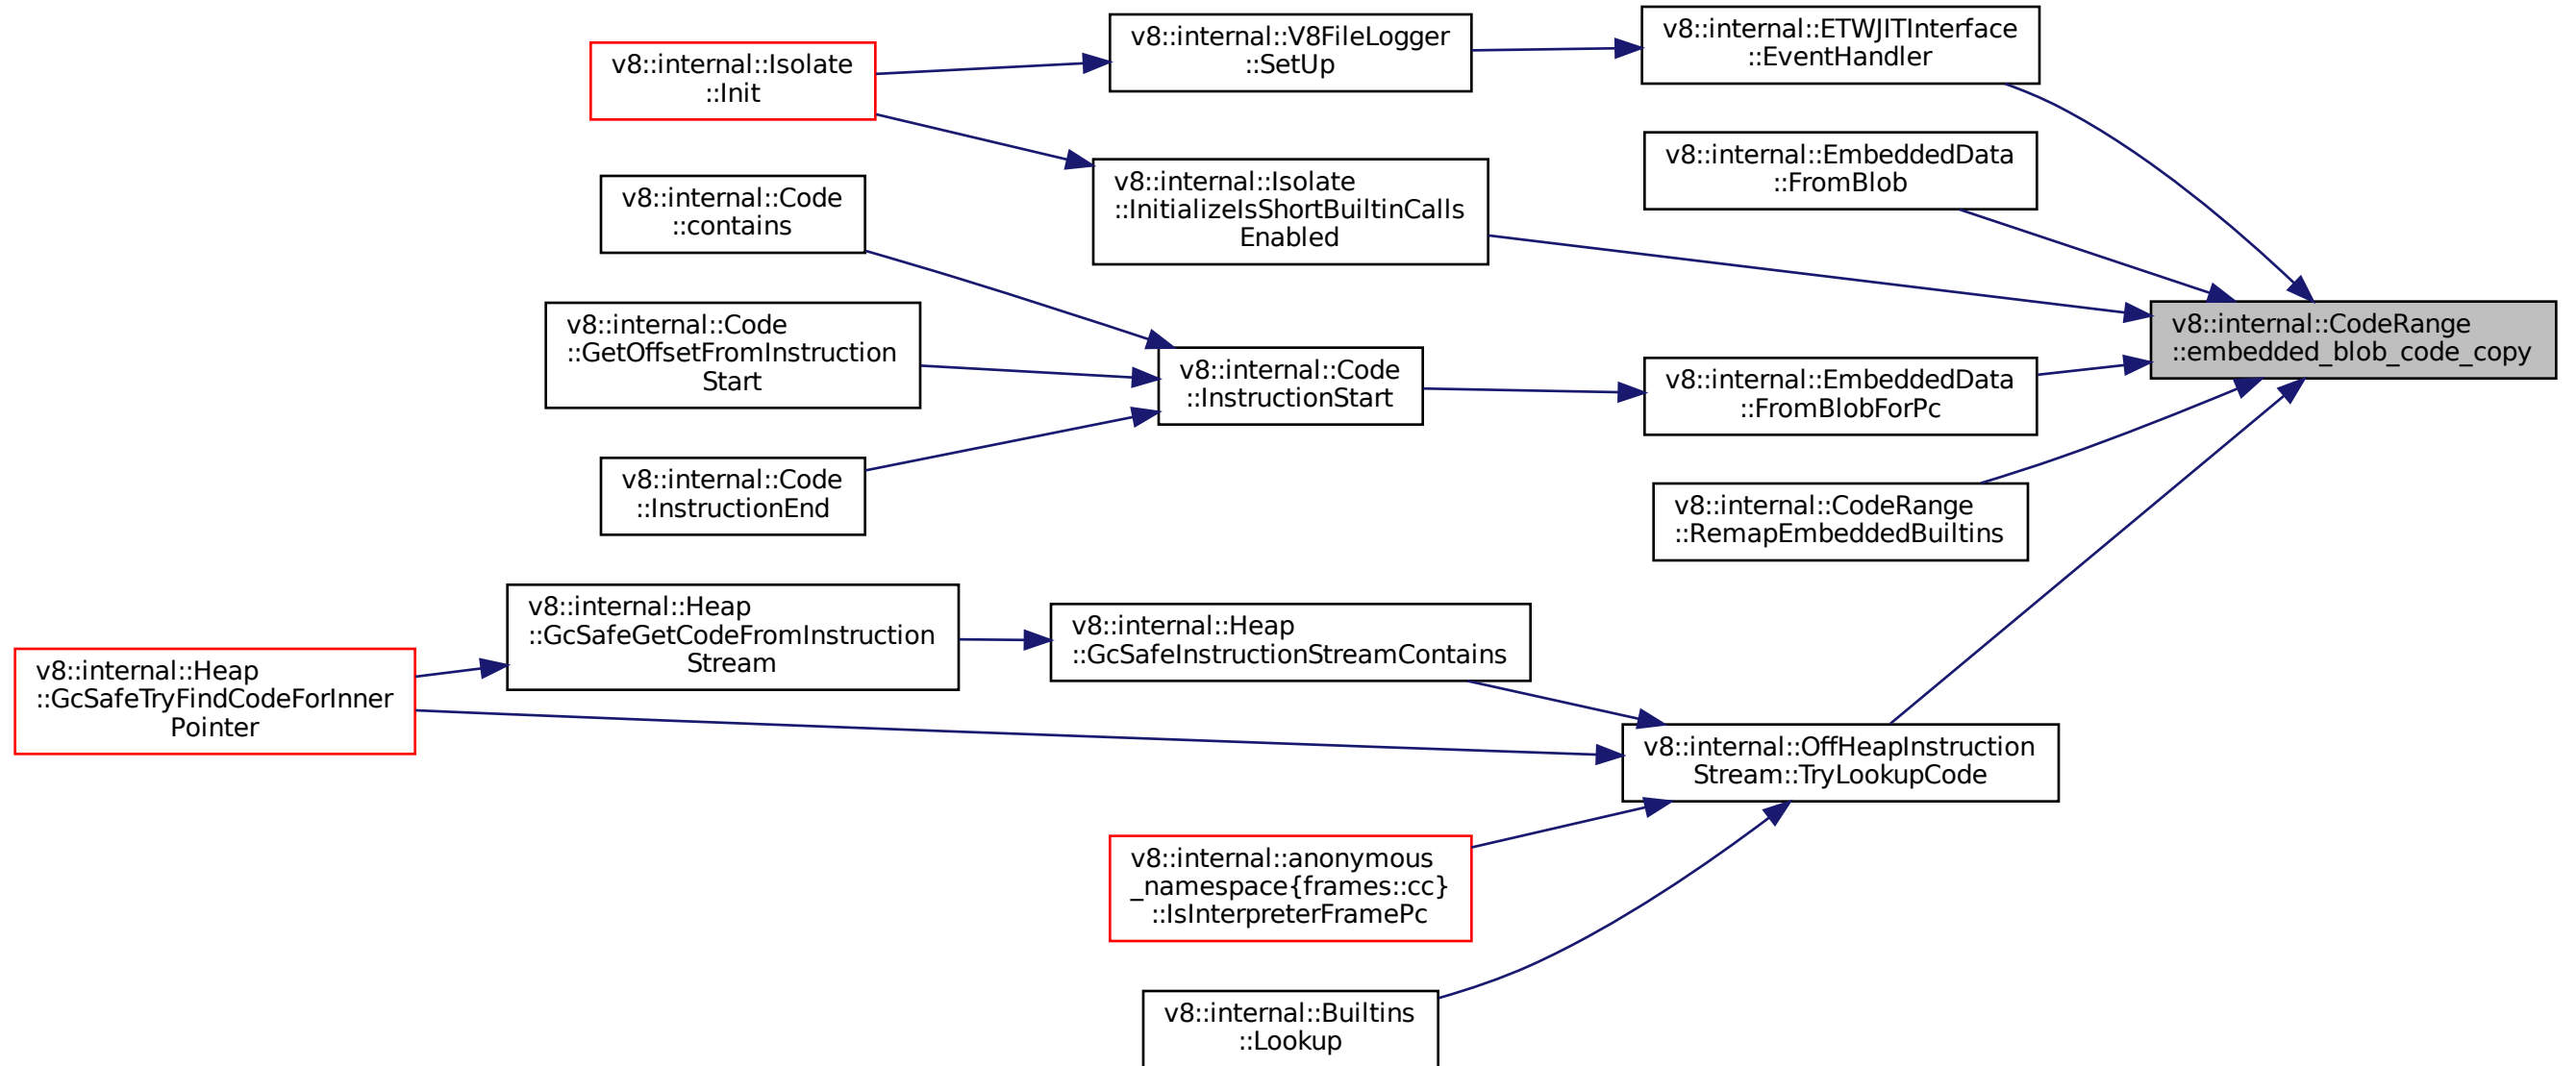 v8::internal::Isolate
::Init
v8::internal::V8FileLogger
::SetUp
v8::internal::ETWJITInterface
::EventHandler
v8::internal::EmbeddedData
::FromBlob
v8::internal::Isolate
::InitializeIsShortBuiltinCalls
Enabled
v8::internal::Code
::contains
v8::internal::Code
::GetOffsetFromInstruction
Start
v8::internal::Code
::InstructionStart
v8::internal::EmbeddedData
::FromBlobForPc
v8::internal::CodeRange
::embedded_blob_code_copy
v8::internal::Code
::InstructionEnd
v8::internal::CodeRange
::RemapEmbeddedBuiltins
v8::internal::Heap
::GcSafeTryFindCodeForInner
Pointer
v8::internal::Heap
::GcSafeGetCodeFromInstruction
Stream
v8::internal::Heap
::GcSafeInstructionStreamContains
v8::internal::OffHeapInstruction
Stream::TryLookupCode
v8::internal::anonymous
_namespace{frames::cc}
::IsInterpreterFramePc
v8::internal::Builtins
::Lookup